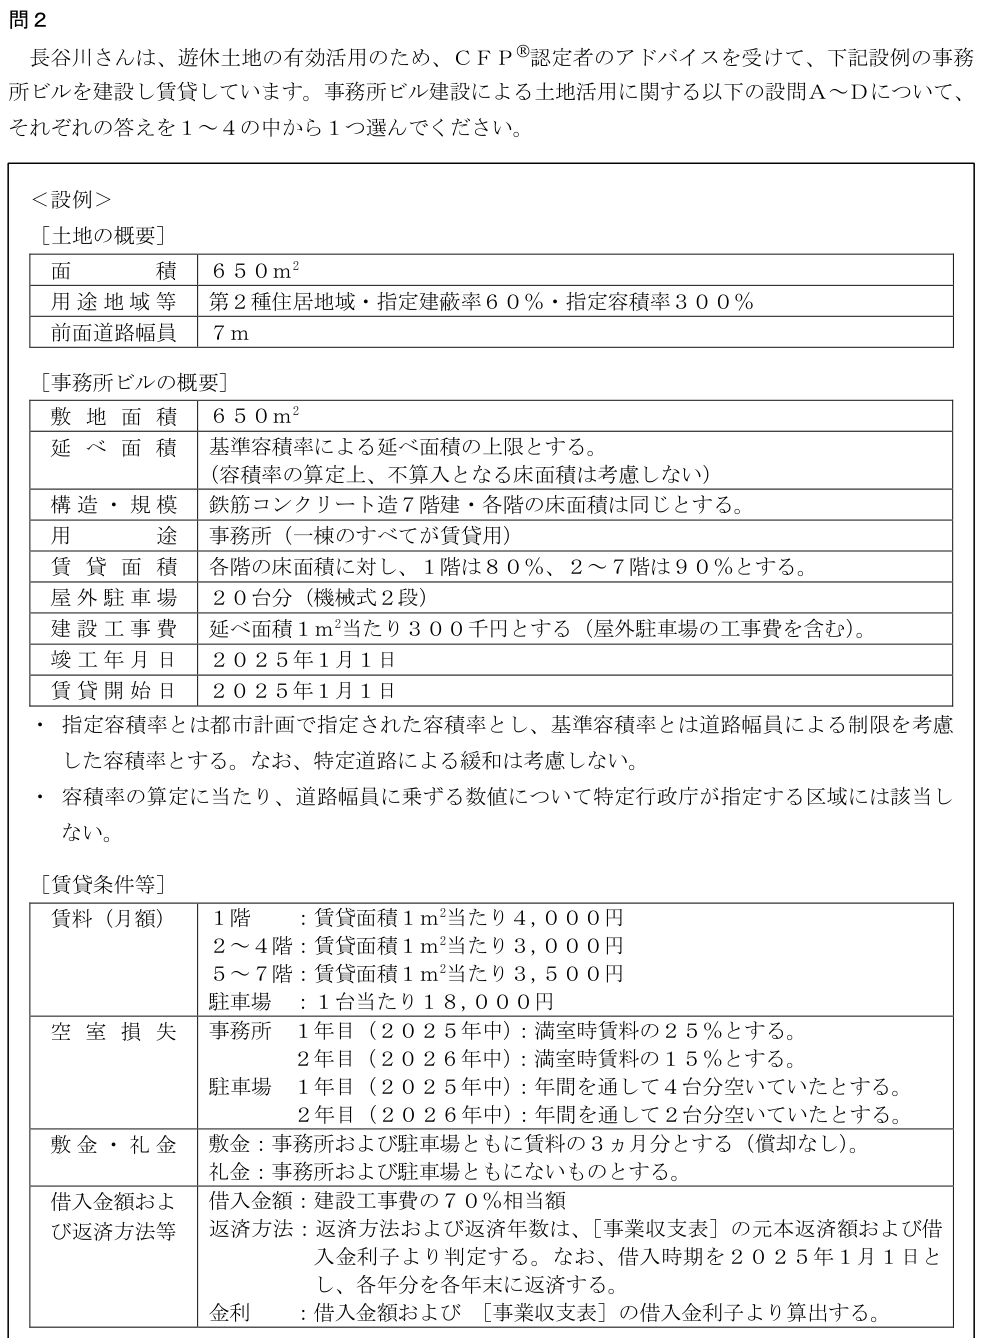 問２
長谷川さんは、遊休土地の有効活用のため、ＣＦＰ®認定者のアドバイスを受けて、下記設例の事務
所ビルを建設し賃貸しています。事務所ビル建設による土地活用に関する以下の設問Ａ～Ｄについて、
それぞれの答えを１～４の中から１つ選んでください。
＜設例＞
［土地の概要］
面積 ６５０ｍ²
用途地域等 第２種住居地域・指定建蔽率６０％・指定容積率３００％
前面道路幅員 ７ｍ
［事務所ビルの概要］
敷地面積 ６５０ｍ²
延べ面積 基準容積率による延べ面積の上限とする。
（容積率の算定上、不算入となる床面積は考慮しない）
構造・規模 鉄筋コンクリート造７階建・各階の床面積は同じとする。
用途 事務所（一棟のすべてが賃貸用）
賃貸面積 各階の床面積に対し、１階は８０％、２～７階は９０％とする。
屋外駐車場 ２０台分（機械式２段）
建設工事費 延べ面積１ｍ²当たり３００千円とする（屋外駐車場の工事費を含む）。
竣工年月日 ２０２５年１月１日
賃貸開始日 ２０２５年１月１日
・ 指定容積率とは都市計画で指定された容積率とし、基準容積率とは道路幅員による制限を考慮
した容積率とする。なお、特定道路による緩和は考慮しない。
・ 容積率の算定に当たり、道路幅員に乗ずる数値について特定行政庁が指定する区域には該当し
ない。
［賃貸条件等］
賃料（月額） １階 ：賃貸面積１ｍ²当たり４，０００円
２～４階：賃貸面積１ｍ²当たり３，０００円
５～７階：賃貸面積１ｍ²当たり３，５００円
駐車場 ：１台当たり１８，０００円
空室損失 事務所 １年目（２０２５年中）：満室時賃料の２５％とする。
２年目（２０２６年中）：満室時賃料の１５％とする。
駐車場 １年目（２０２５年中）：年間を通して４台分空いていたとする。
２年目（２０２６年中）：年間を通して２台分空いていたとする。
敷金・礼金 敷金：事務所および駐車場ともに賃料の３ヵ月分とする（償却なし）。
礼金：事務所および駐車場ともにないものとする。
借入金額およ 借入金額：建設工事費の７０％相当額
び返済方法等 返済方法：返済方法および返済年数は、［事業収支表］の元本返済額および借
入金利子より判定する。なお、借入時期を２０２５年１月１日と
し、各年分を各年末に返済する。
金利 ：借入金額および ［事業収支表］の借入金利子より算出する。